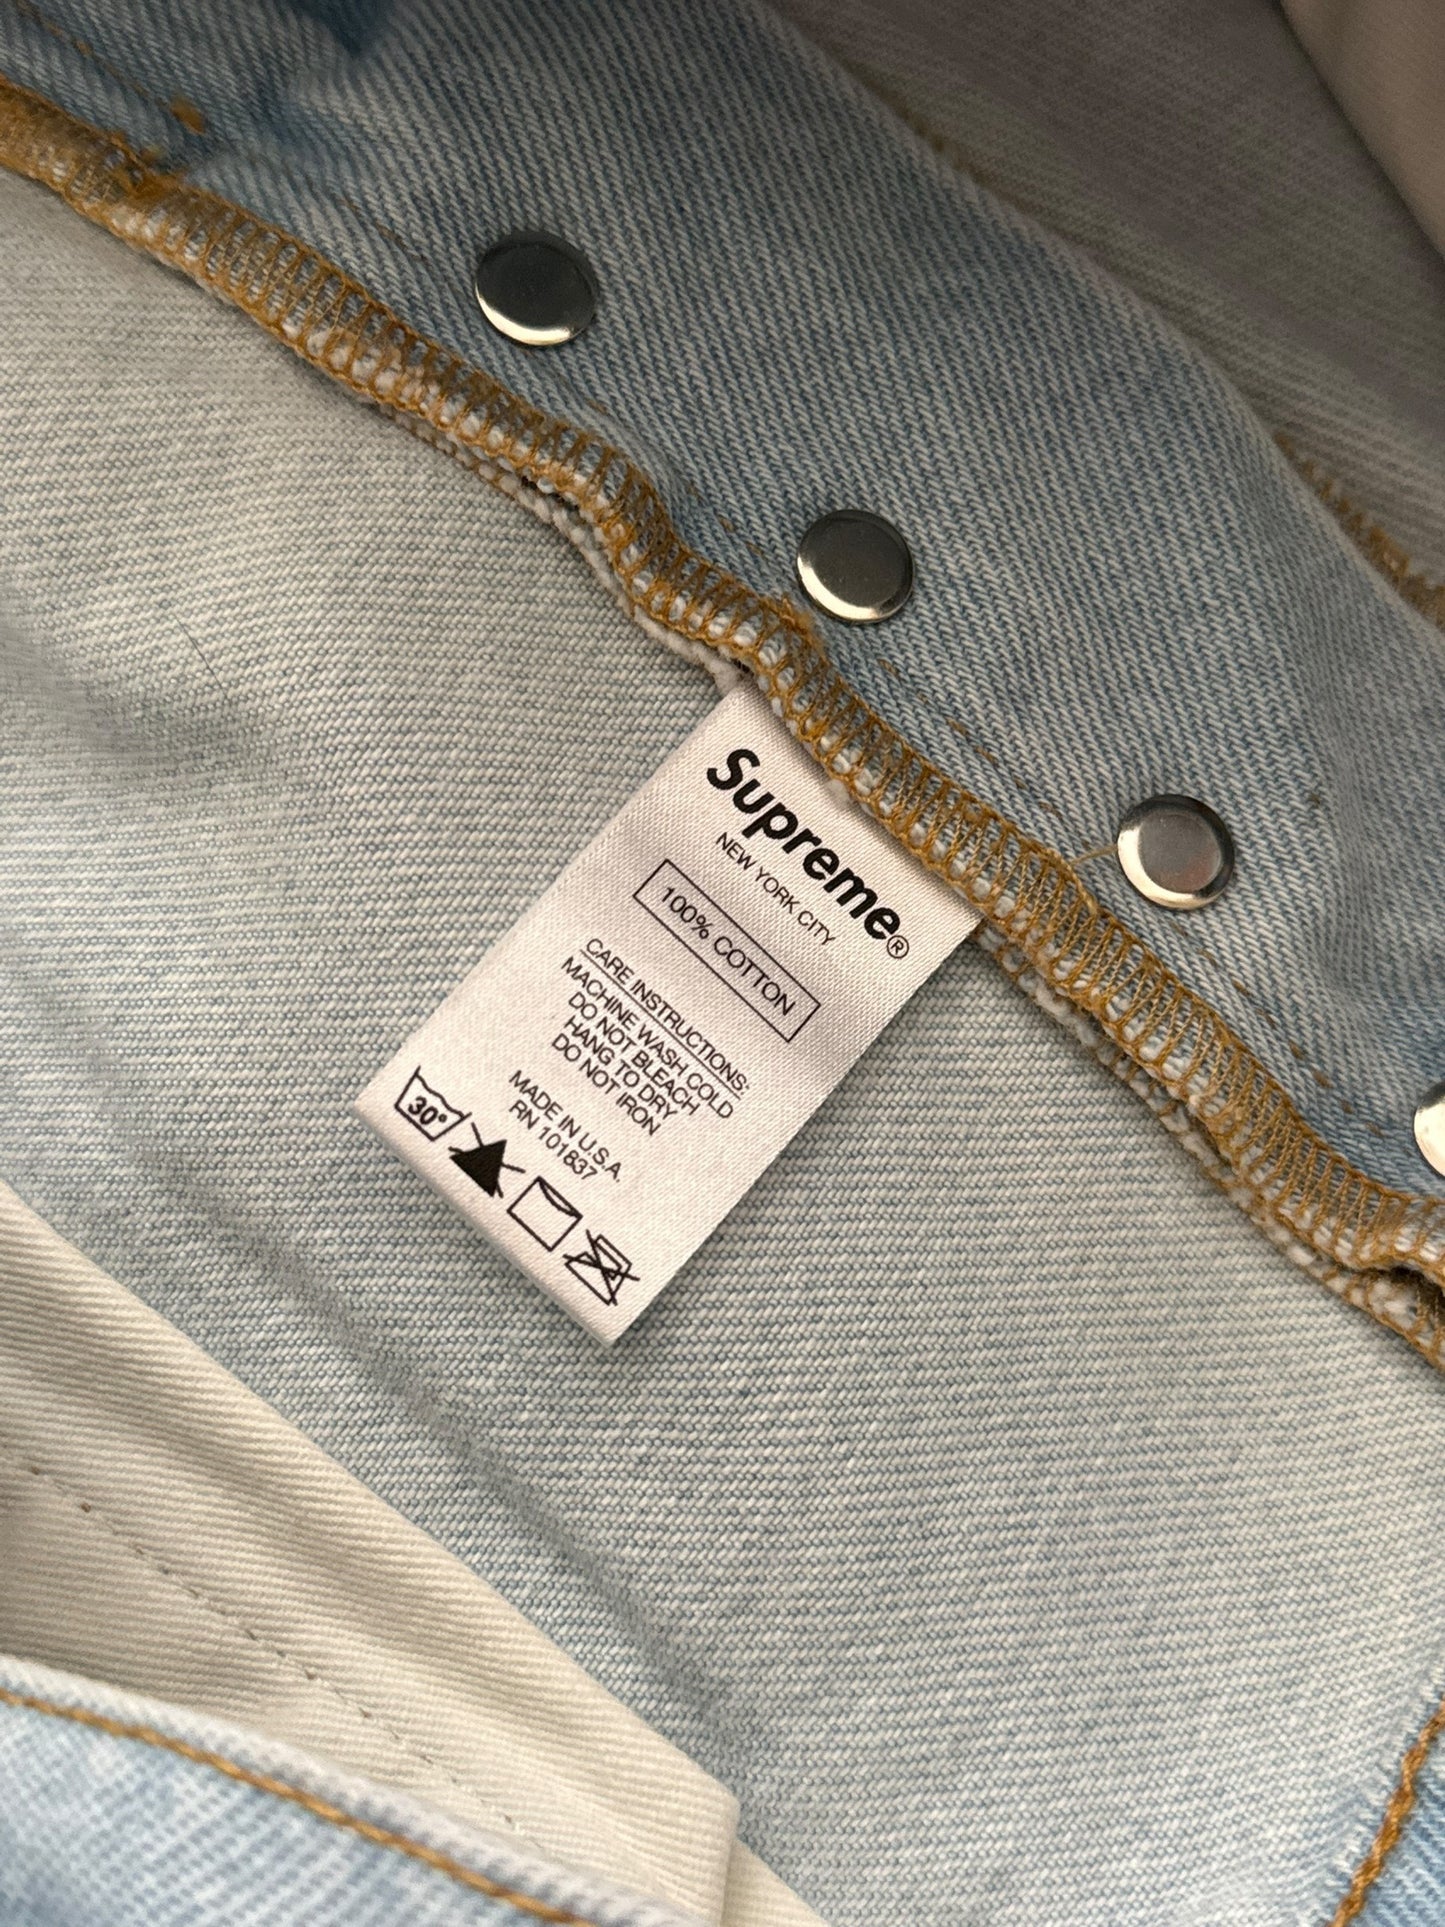 Supreme®
NEW YORK CITY
100% COTTON
CARE INSTRUCTIONS:
MACHINE WASH COLD
DO NOT BLEACH
HANG TO DRY
DO NOT IRON
MADE IN U.S.A.
RN 101837
30°